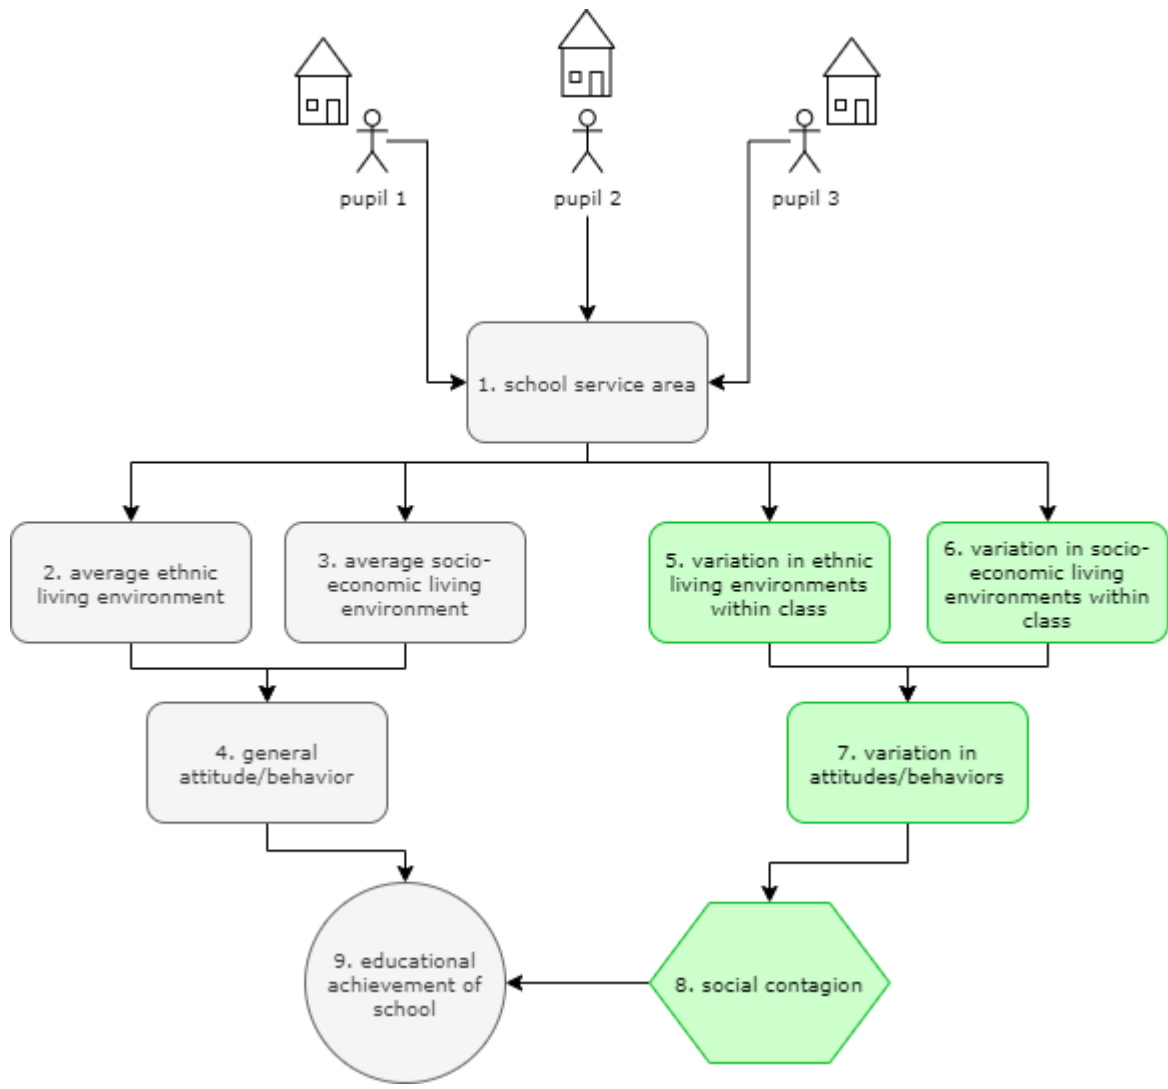 pupil 1
pupil 2
pupil 3
1. school service area
2. average ethnic
living environment
3. average socio-
economic living
environment
5. variation in ethnic
living environments
within class
6. variation in socio-
economic living
environments within
class
4. general
attitude/behavior
7. variation in
attitudes/behaviors
9. educational
achievement of
school
8. social contagion